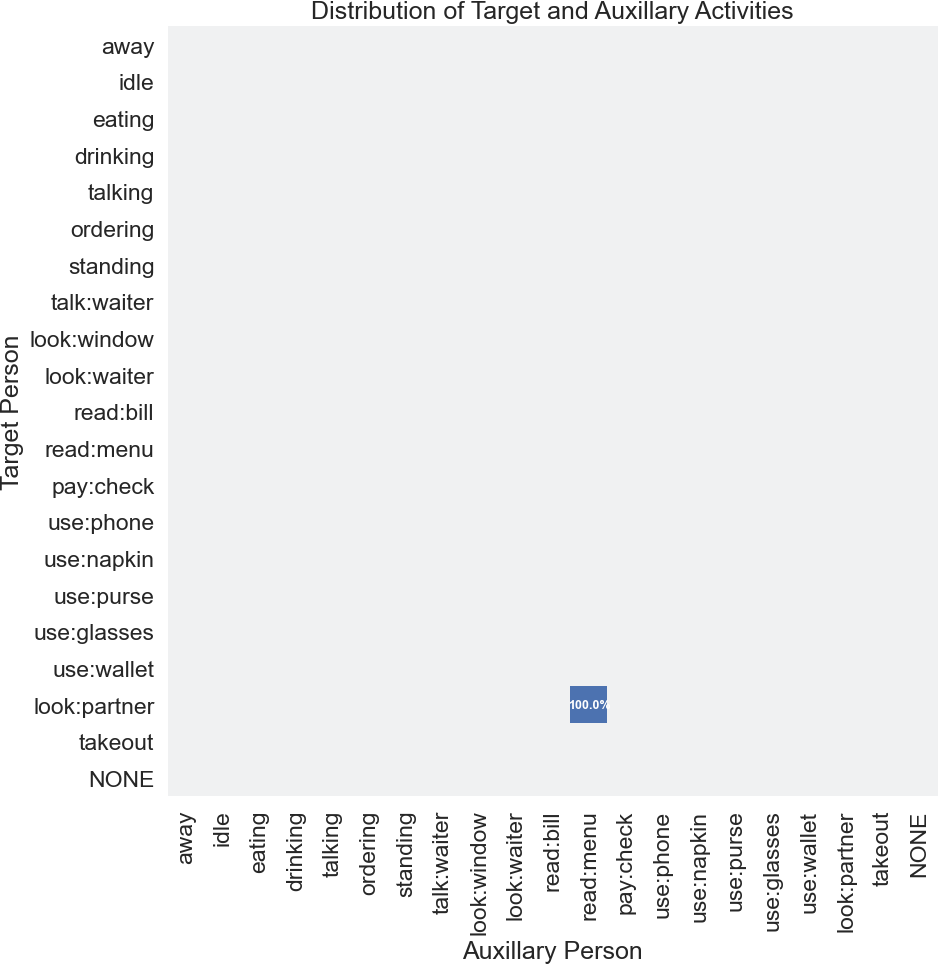 Distribution of Target and Auxillary Activities
Target Person
away
idle
eating
drinking
talking
ordering
standing
talk:waiter
look:window
look:waiter
read:bill
read:menu
pay:check
use:phone
use:napkin
use:purse
use:glasses
use:wallet
look:partner
takeout
NONE
100.0%
away
idle
eating
drinking
talking
ordering
standing
talk:waiter
look:window
look:waiter
read:bill
read:menu
pay:check
use:phone
use:napkin
use:purse
use:glasses
use:wallet
look:partner
takeout
NONE
Auxillary Person